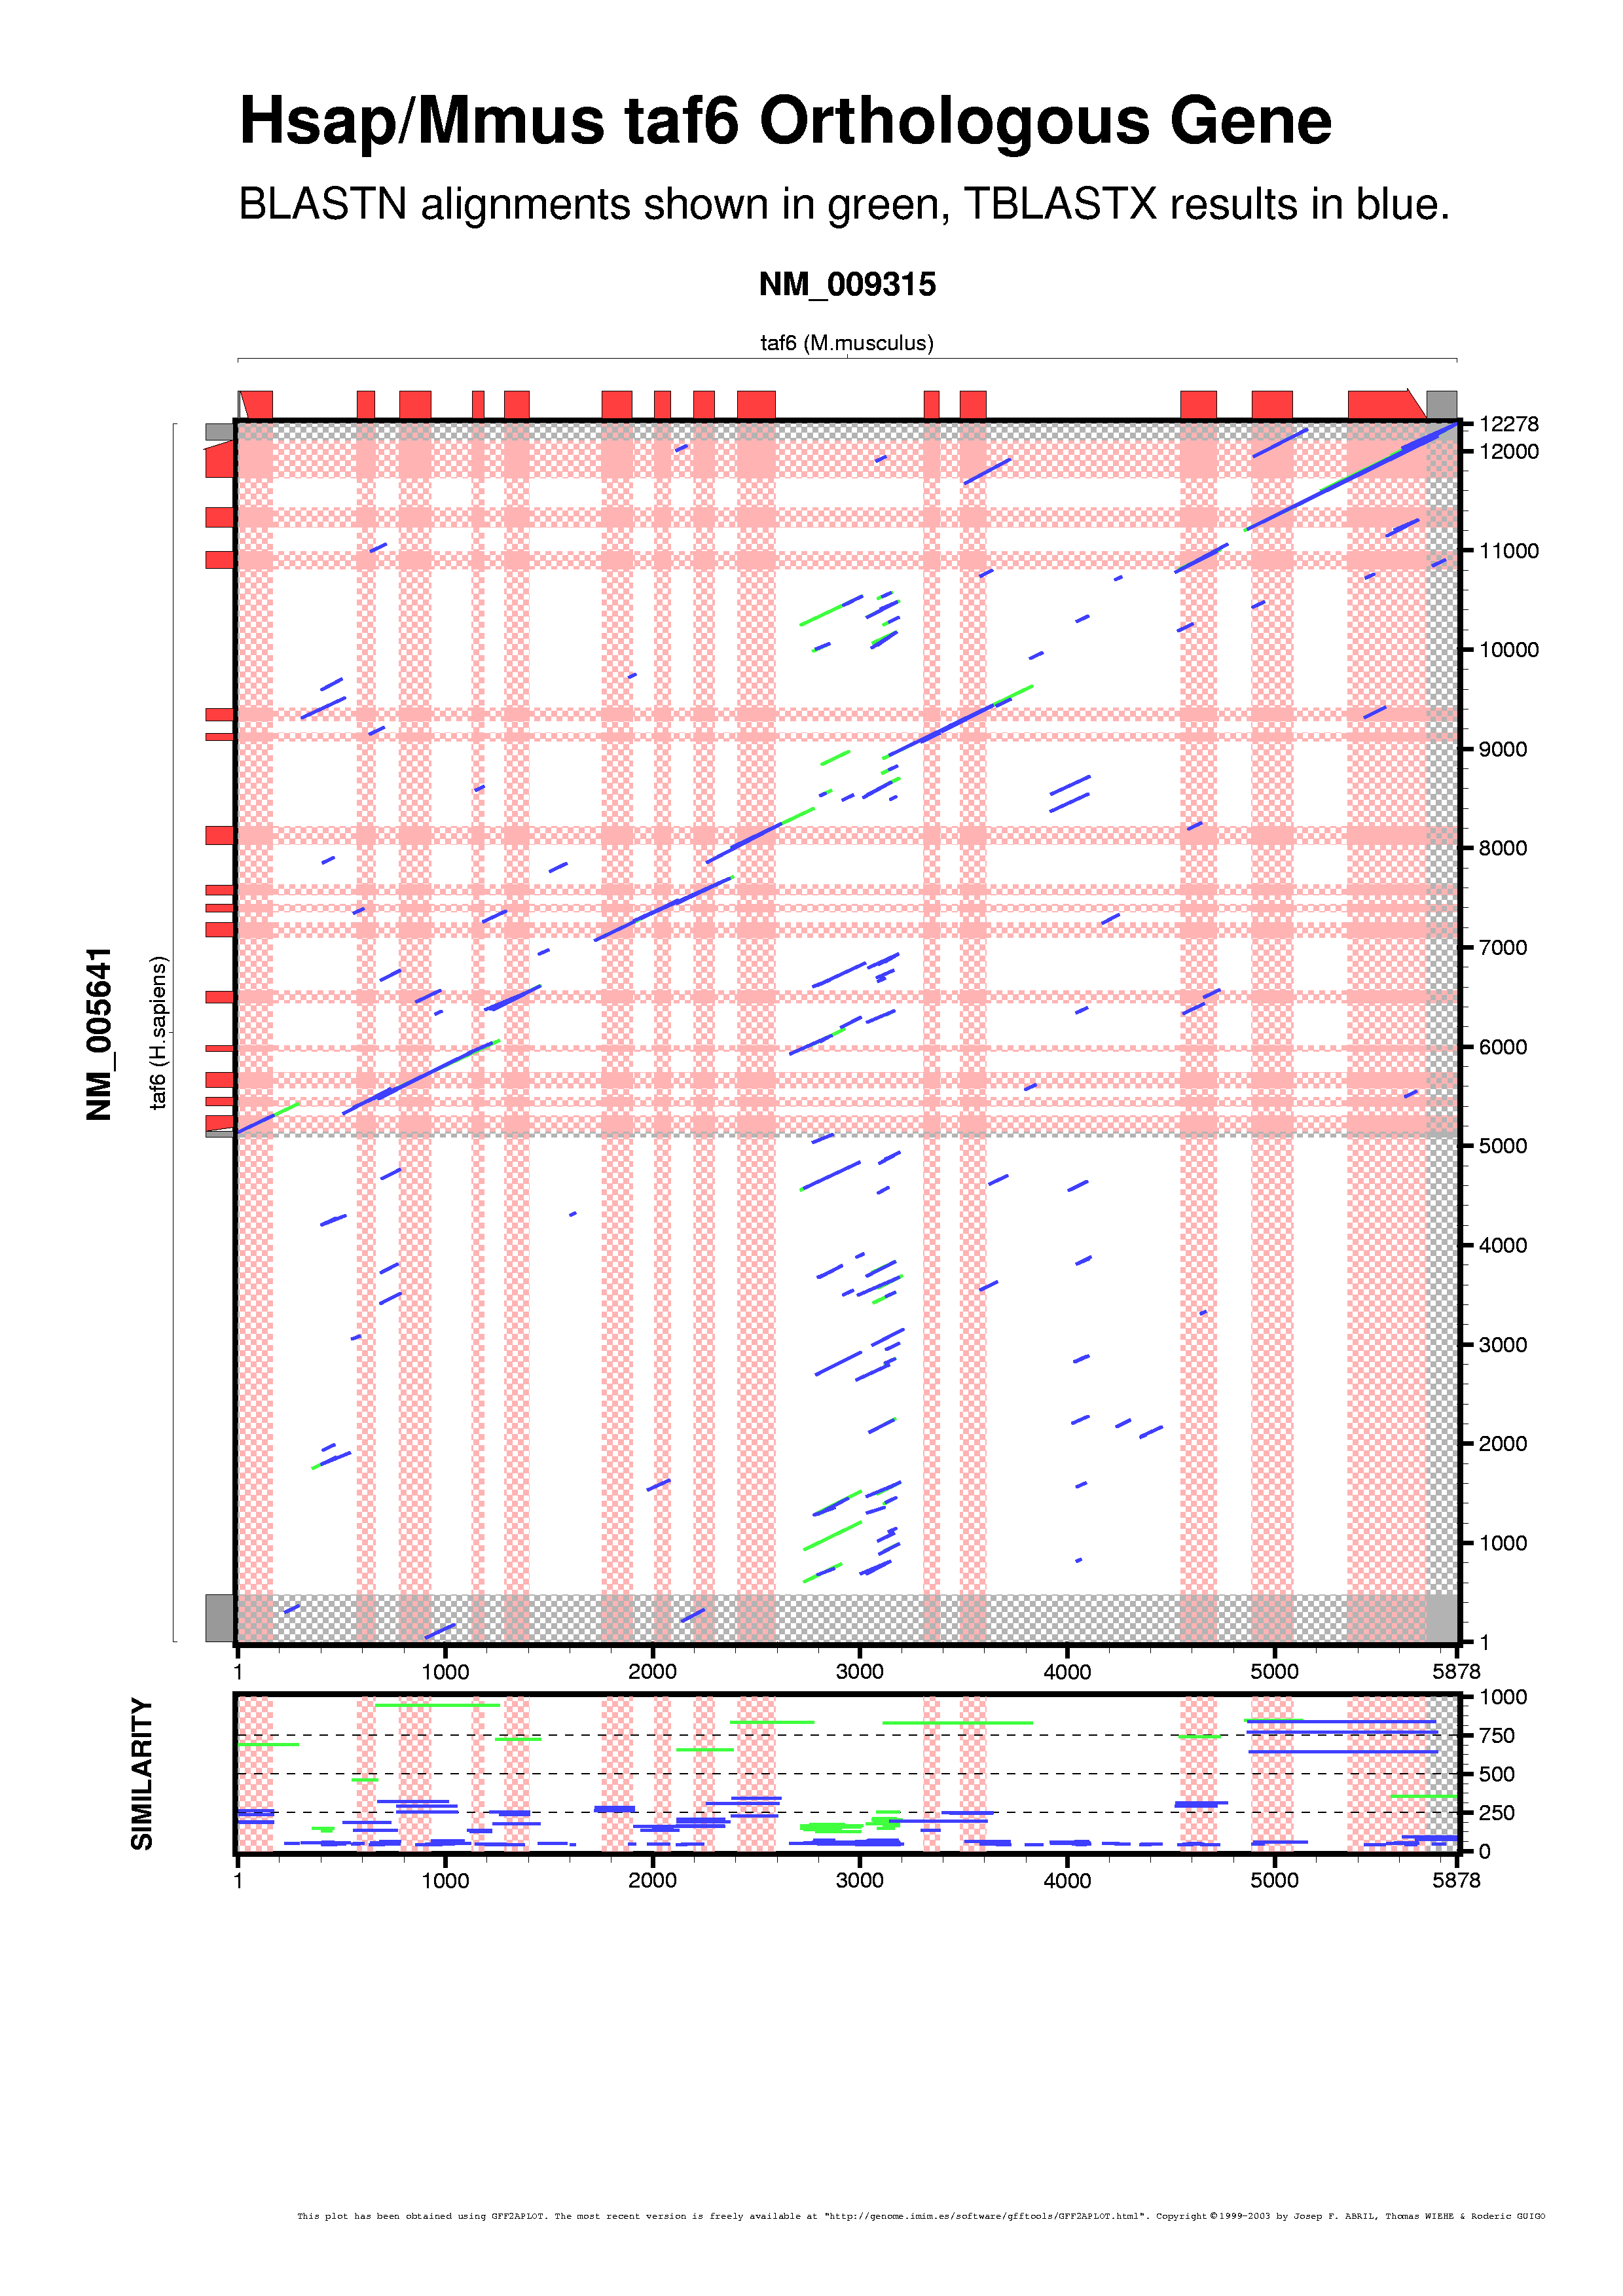 Hsap/Mmus taf6 Orthologous Gene
BLASTN alignments shown in green, TBLASTX results in blue.
NM_009315
taf6 (M.musculus)
NM_005641
taf6 (H.sapiens)
12278
12000
11000
10000
9000
8000
7000
6000
5000
4000
3000
2000
1000
1
1 1000 2000 3000 4000 5000 5878
SIMILARITY
1000
750
500
250
0
1 1000 2000 3000 4000 5000 5878
This plot has been obtained using GFF2APLOT. The most recent version is freely available at "http://genome.imim.es/software/gfftools/GFF2APLOT.html". Copyright ©1999-2003 by Josep F. ABRIL, Thomas WIEHE & Roderic GUIGO